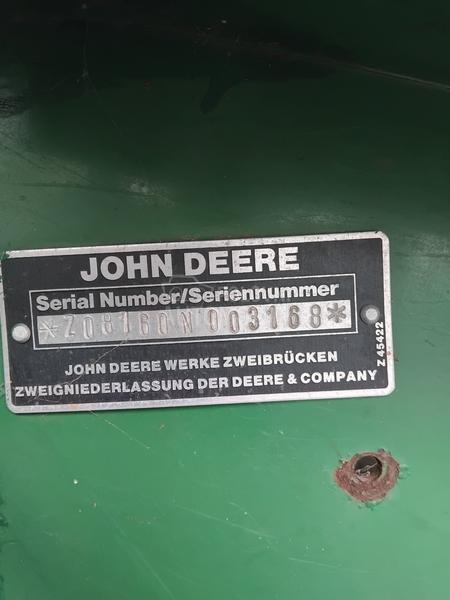 JOHN DEERE
Serial Number/Seriennummer
*Z08160N003168*
JOHN DEERE WERKE ZWEIBRÜCKEN
ZWEIGNIEDERLASSUNG DER DEERE & COMPANY
Z 45422